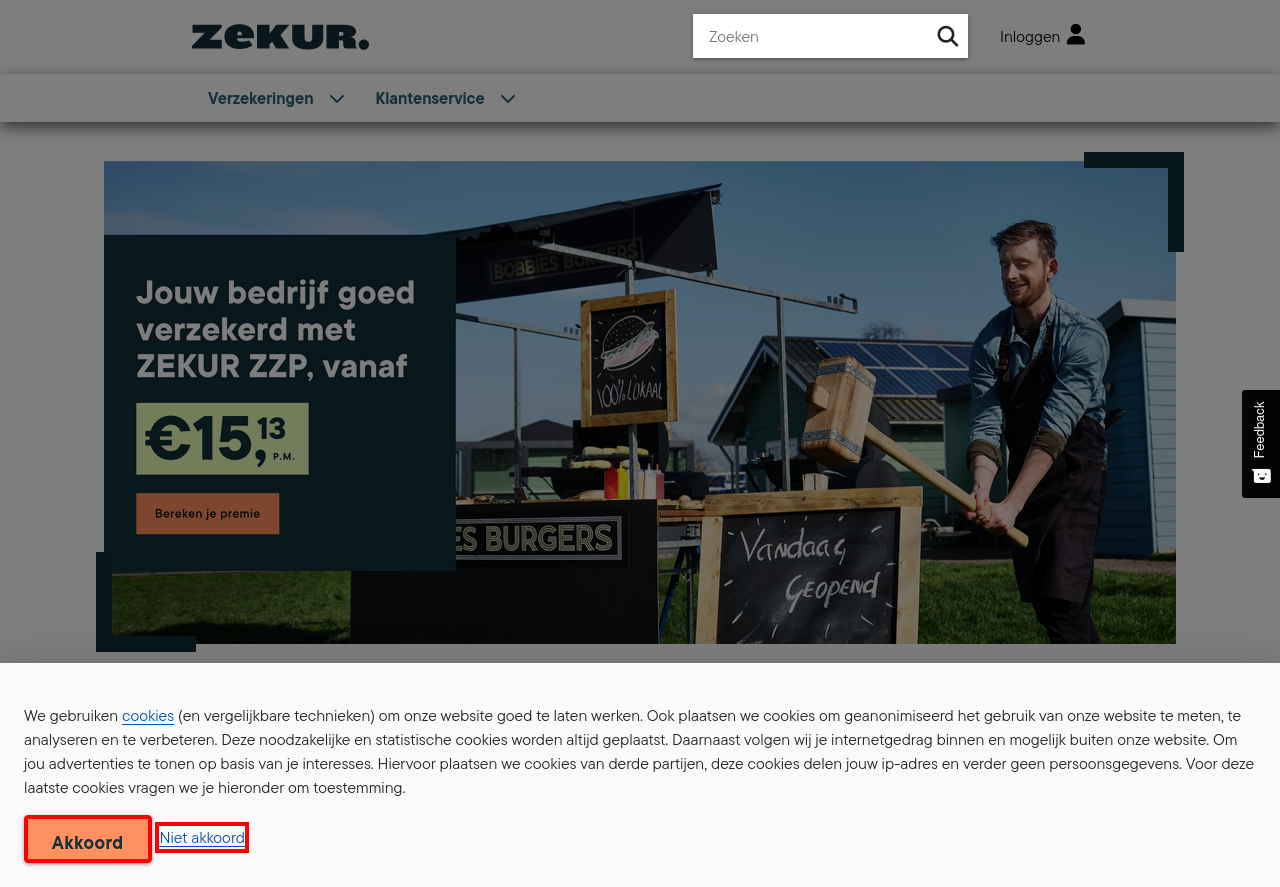 zekur.
Zoeken
Inloggen
Verzekeringen
Klantenservice
BOBBIES BURGERS
Jouw bedrijf goed
verzekerd met
ZEKUR ZZP, vanaf
€15,13
P.M.
Bereken je premie
100% LOKAAL
ES BURGERS
VANDAAG
GEOPEND
Feedback
We gebruiken cookies (en vergelijkbare technieken) om onze website goed te laten werken. Ook plaatsen we cookies om geanonimiseerd het gebruik van onze website te meten, te
analyseren en te verbeteren. Deze noodzakelijke en statistische cookies worden altijd geplaatst. Daarnaast volgen wij je internetgedrag binnen en mogelijk buiten onze website. Om
jou advertenties te tonen op basis van je interesses. Hiervoor plaatsen we cookies van derde partijen, deze cookies delen jouw ip-adres en verder geen persoonsgegevens. Voor deze
laatste cookies vragen we je hieronder om toestemming.
Akkoord
Niet akkoord